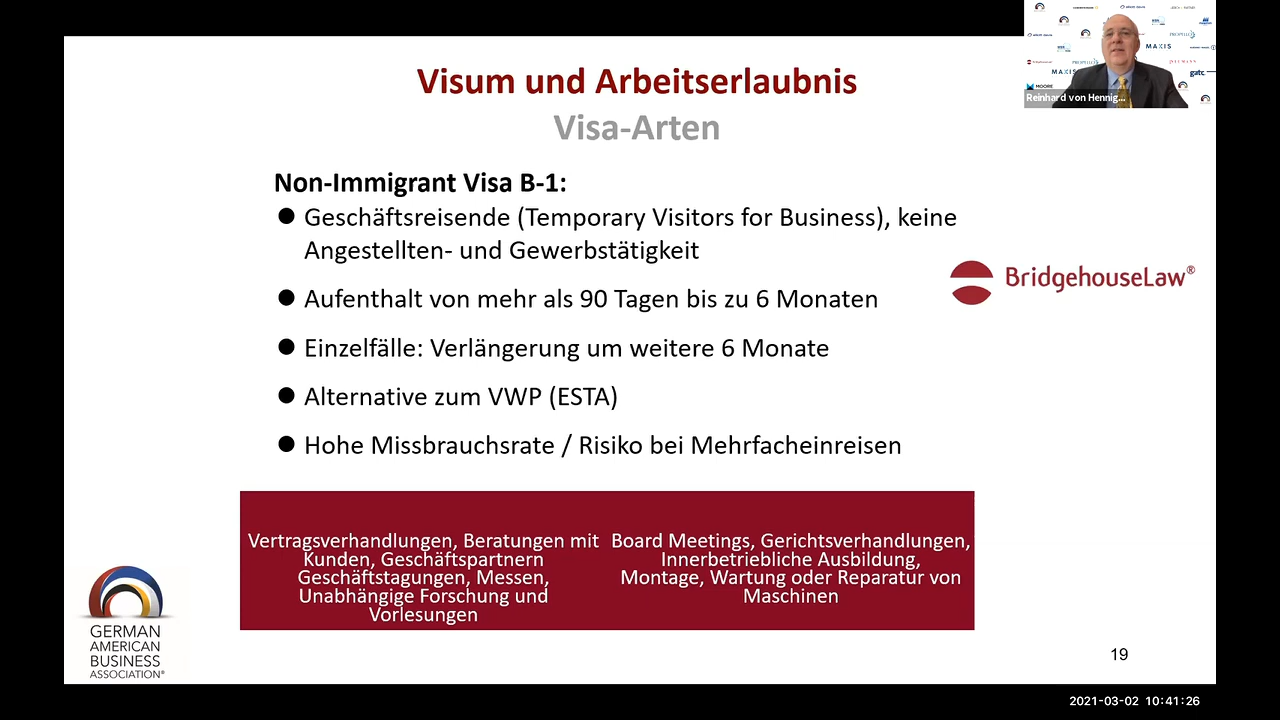 Visum und Arbeitserlaubnis
Visa-Arten
Non-Immigrant Visa B-1:
● Geschäftsreisende (Temporary Visitors for Business), keine
Angestellten- und Gewerbstätigkeit
● Aufenthalt von mehr als 90 Tagen bis zu 6 Monaten
● Einzelfälle: Verlängerung um weitere 6 Monate
● Alternative zum VWP (ESTA)
● Hohe Missbrauchsrate / Risiko bei Mehrfacheinreisen
BridgehouseLaw®
Vertragsverhandlungen, Beratungen mit
Kunden, Geschäftspartnern
Geschäftstagungen, Messen,
Unabhängige Forschung und
Vorlesungen
Board Meetings, Gerichtsverhandlungen,
Innerbetriebliche Ausbildung,
Montage, Wartung oder Reparatur von
Maschinen
GERMAN
AMERICAN
BUSINESS
ASSOCIATION®
19
MAXIS
MAXIS
gatc
MOORE
Reinhard von Hennig...
2021-03-02 10:41:26